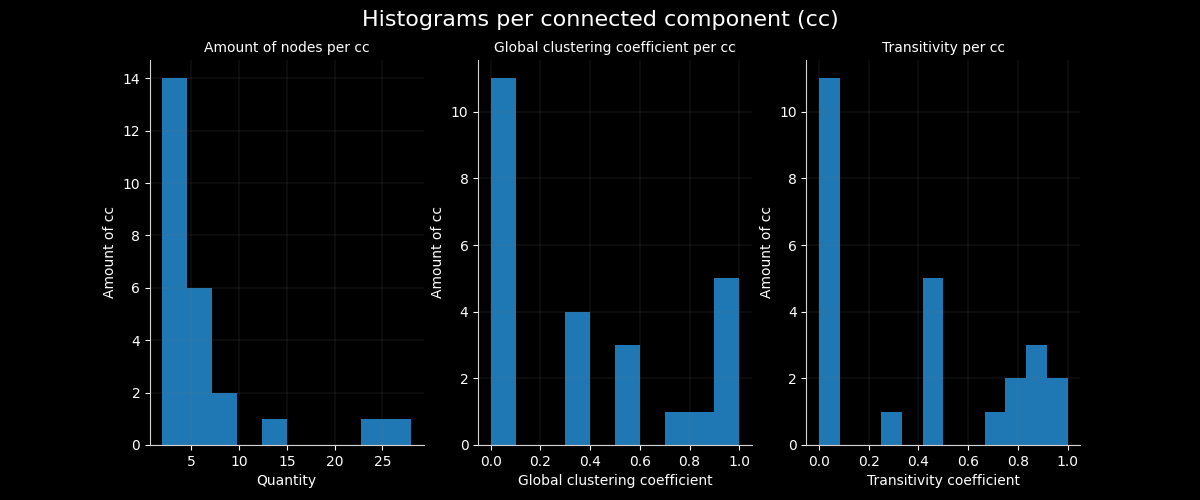 Histograms per connected component (cc)
Amount of nodes per cc
14
12
10
8
6
4
2
0
Amount of cc
5 10 15 20 25
Quantity
Global clustering coefficient per cc
10
8
6
4
2
0
Amount of cc
0.0 0.2 0.4 0.6 0.8 1.0
Global clustering coefficient
Transitivity per cc
10
8
6
4
2
0
Amount of cc
0.0 0.2 0.4 0.6 0.8 1.0
Transitivity coefficient